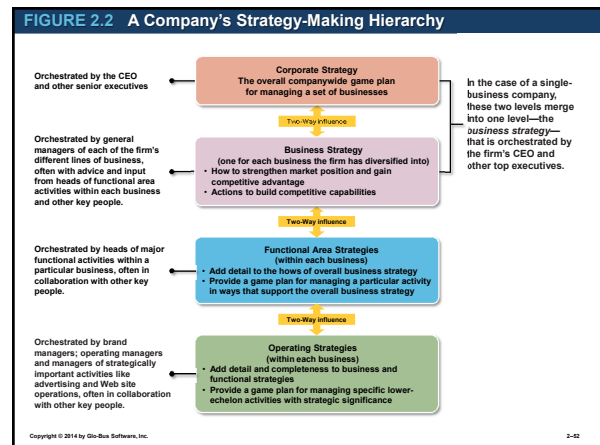 FIGURE 2.2 A Company's Strategy-Making Hierarchy
Orchestrated by the CEO
and other senior executives
Corporate Strategy
The overall companywide game plan
for managing a set of businesses
In the case of a single-
business company,
these two levels merge
into one level—the
business strategy—
that is orchestrated by
the firm's CEO and
other top executives.
Two-Way influence
Orchestrated by general
managers of each of the firm's
different lines of business,
often with advice and input
from heads of functional area
activities within each business
and other key people.
Business Strategy
(one for each business the firm has diversified into)
• How to strengthen market position and gain
competitive advantage
• Actions to build competitive capabilities
Two-Way influence
Orchestrated by heads of major
functional activities within a
particular business, often in
collaboration with other key
people.
Functional Area Strategies
(within each business)
• Add detail to the hows of overall business strategy
• Provide a game plan for managing a particular activity
in ways that support the overall business strategy
Two-Way influence
Orchestrated by brand
managers; operating managers
and managers of strategically
important activities like
advertising and Web site
operations, often in collaboration
with other key people.
Operating Strategies
(within each business)
• Add detail and completeness to business and
functional strategies
• Provide a game plan for managing specific lower-
echelon activities with strategic significance
Copyright © 2014 by Glo-Bus Software, Inc.
2–52